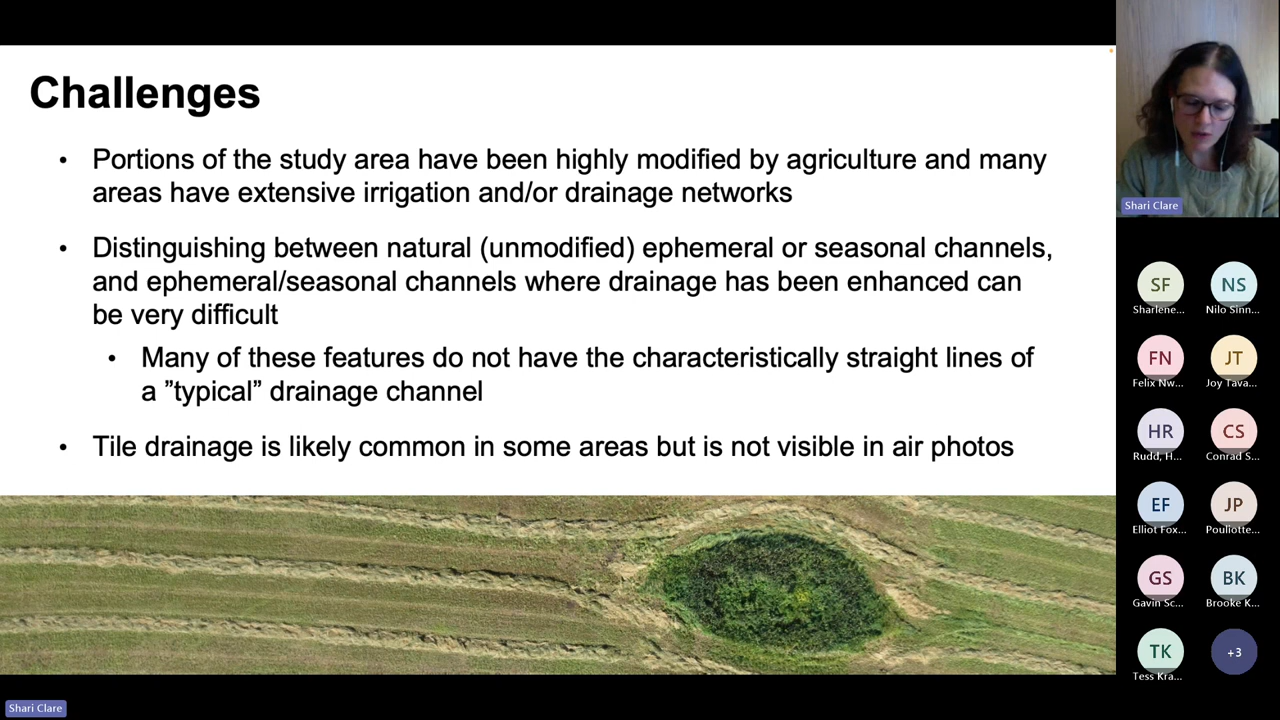 Challenges
• Portions of the study area have been highly modified by agriculture and many
areas have extensive irrigation and/or drainage networks
• Distinguishing between natural (unmodified) ephemeral or seasonal channels,
and ephemeral/seasonal channels where drainage has been enhanced can
be very difficult
• Many of these features do not have the characteristically straight lines of
a ”typical” drainage channel
• Tile drainage is likely common in some areas but is not visible in air photos
Shari Clare
SF NS
Sharlene... Nilo Sinn...
FN JT
Felix Nw... Joy Tava...
HR CS
Rudd, H... Conrad S...
EF JP
Elliot Fox... Pouliotte...
GS BK
Gavin Sc... Brooke K...
TK +3
Tess Kra...
Shari Clare